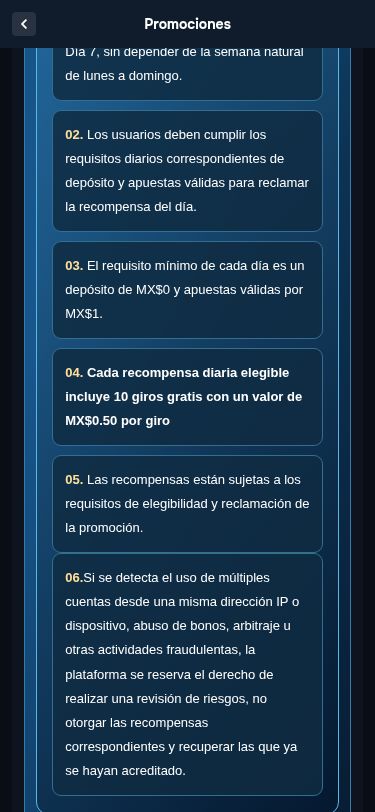 Promociones
Día 7, sin depender de la semana natural
de lunes a domingo.
02. Los usuarios deben cumplir los
requisitos diarios correspondientes de
depósito y apuestas válidas para reclamar
la recompensa del día.
03. El requisito mínimo de cada día es un
depósito de MX$0 y apuestas válidas por
MX$1.
04. Cada recompensa diaria elegible
incluye 10 giros gratis con un valor de
MX$0.50 por giro
05. Las recompensas están sujetas a los
requisitos de elegibilidad y reclamación de
la promoción.
06.Si se detecta el uso de múltiples
cuentas desde una misma dirección IP o
dispositivo, abuso de bonos, arbitraje u
otras actividades fraudulentas, la
plataforma se reserva el derecho de
realizar una revisión de riesgos, no
otorgar las recompensas
correspondientes y recuperar las que ya
se hayan acreditado.